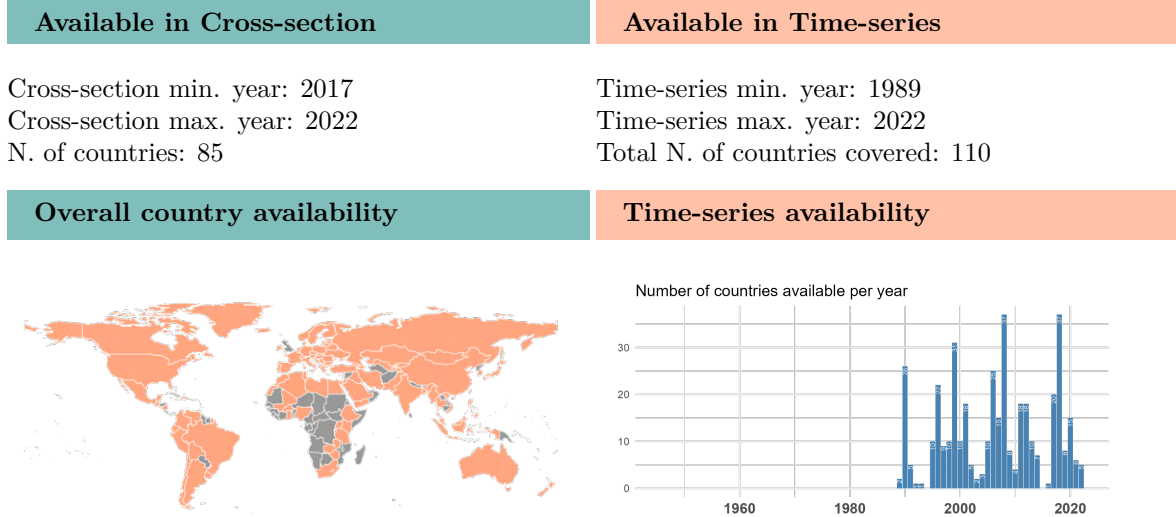 Available in Cross-section
Available in Time-series
Cross-section min. year: 2017
Cross-section max. year: 2022
N. of countries: 85
Time-series min. year: 1989
Time-series max. year: 2022
Total N. of countries covered: 110
Overall country availability
Time-series availability
Number of countries available per year
30
20
10
0
1960
1980
2000
2020